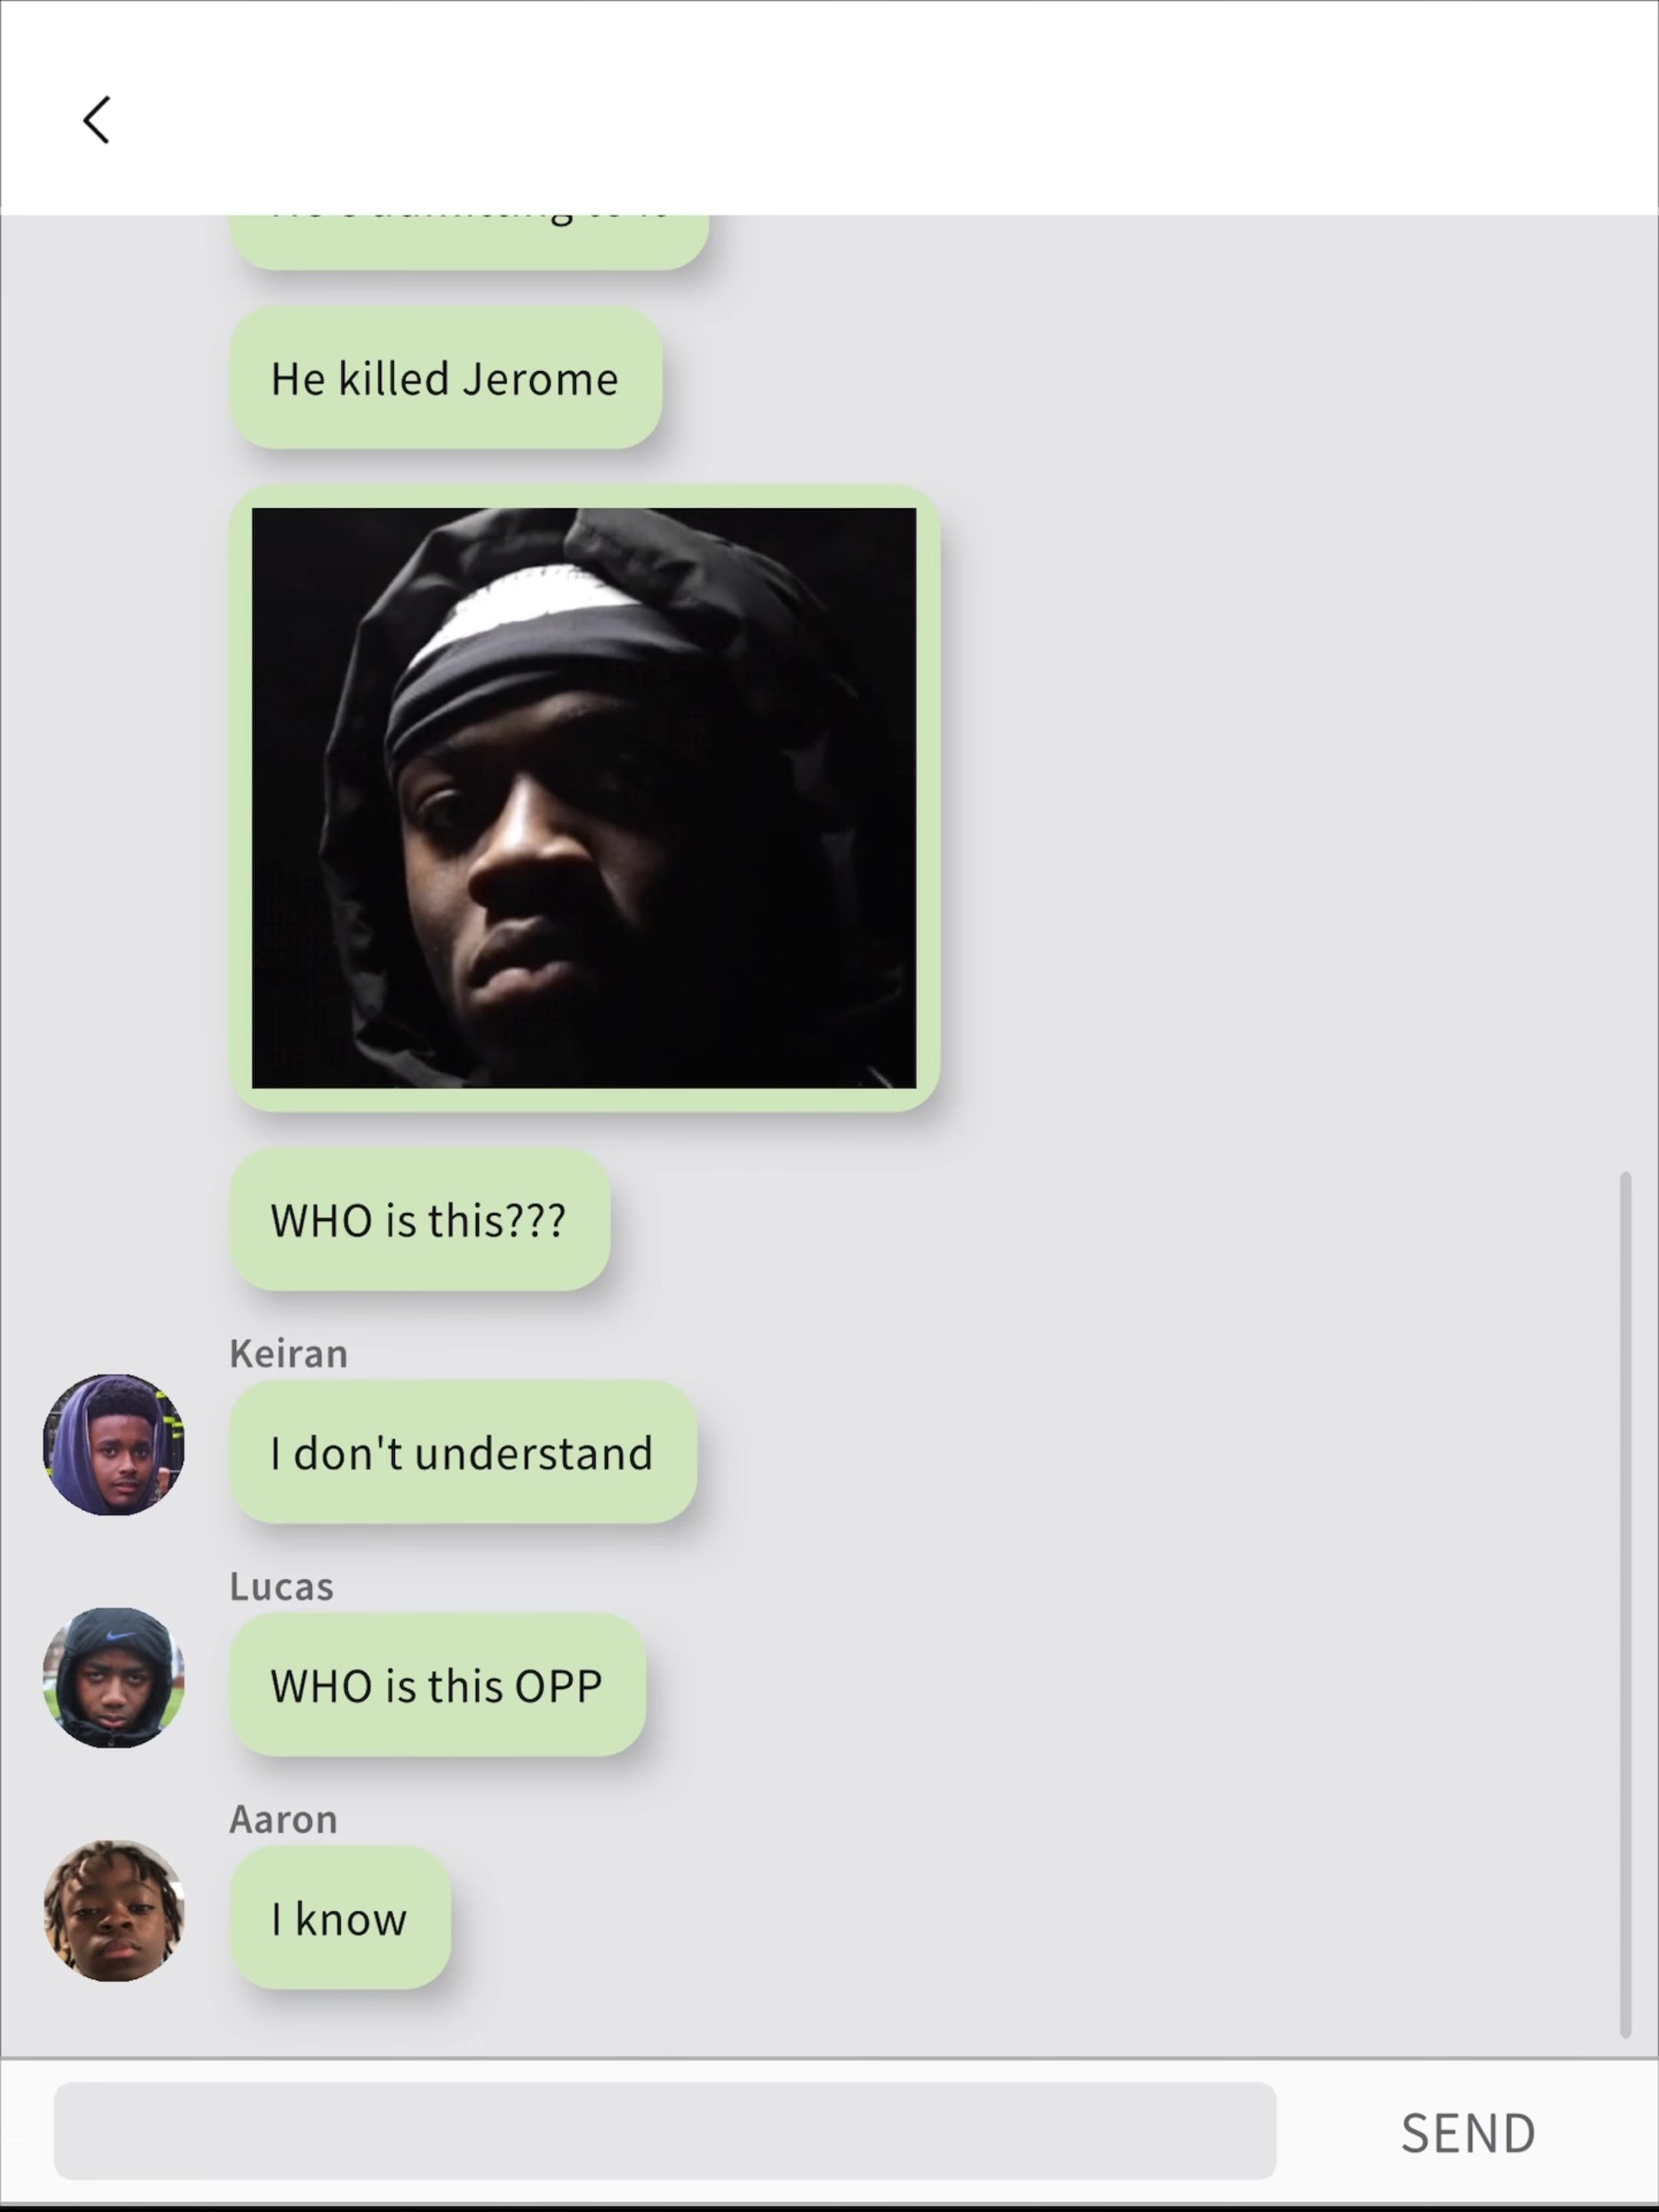 He killed Jerome
WHO is this???
Keiran
I don't understand
Lucas
WHO is this OPP
Aaron
I know
SEND